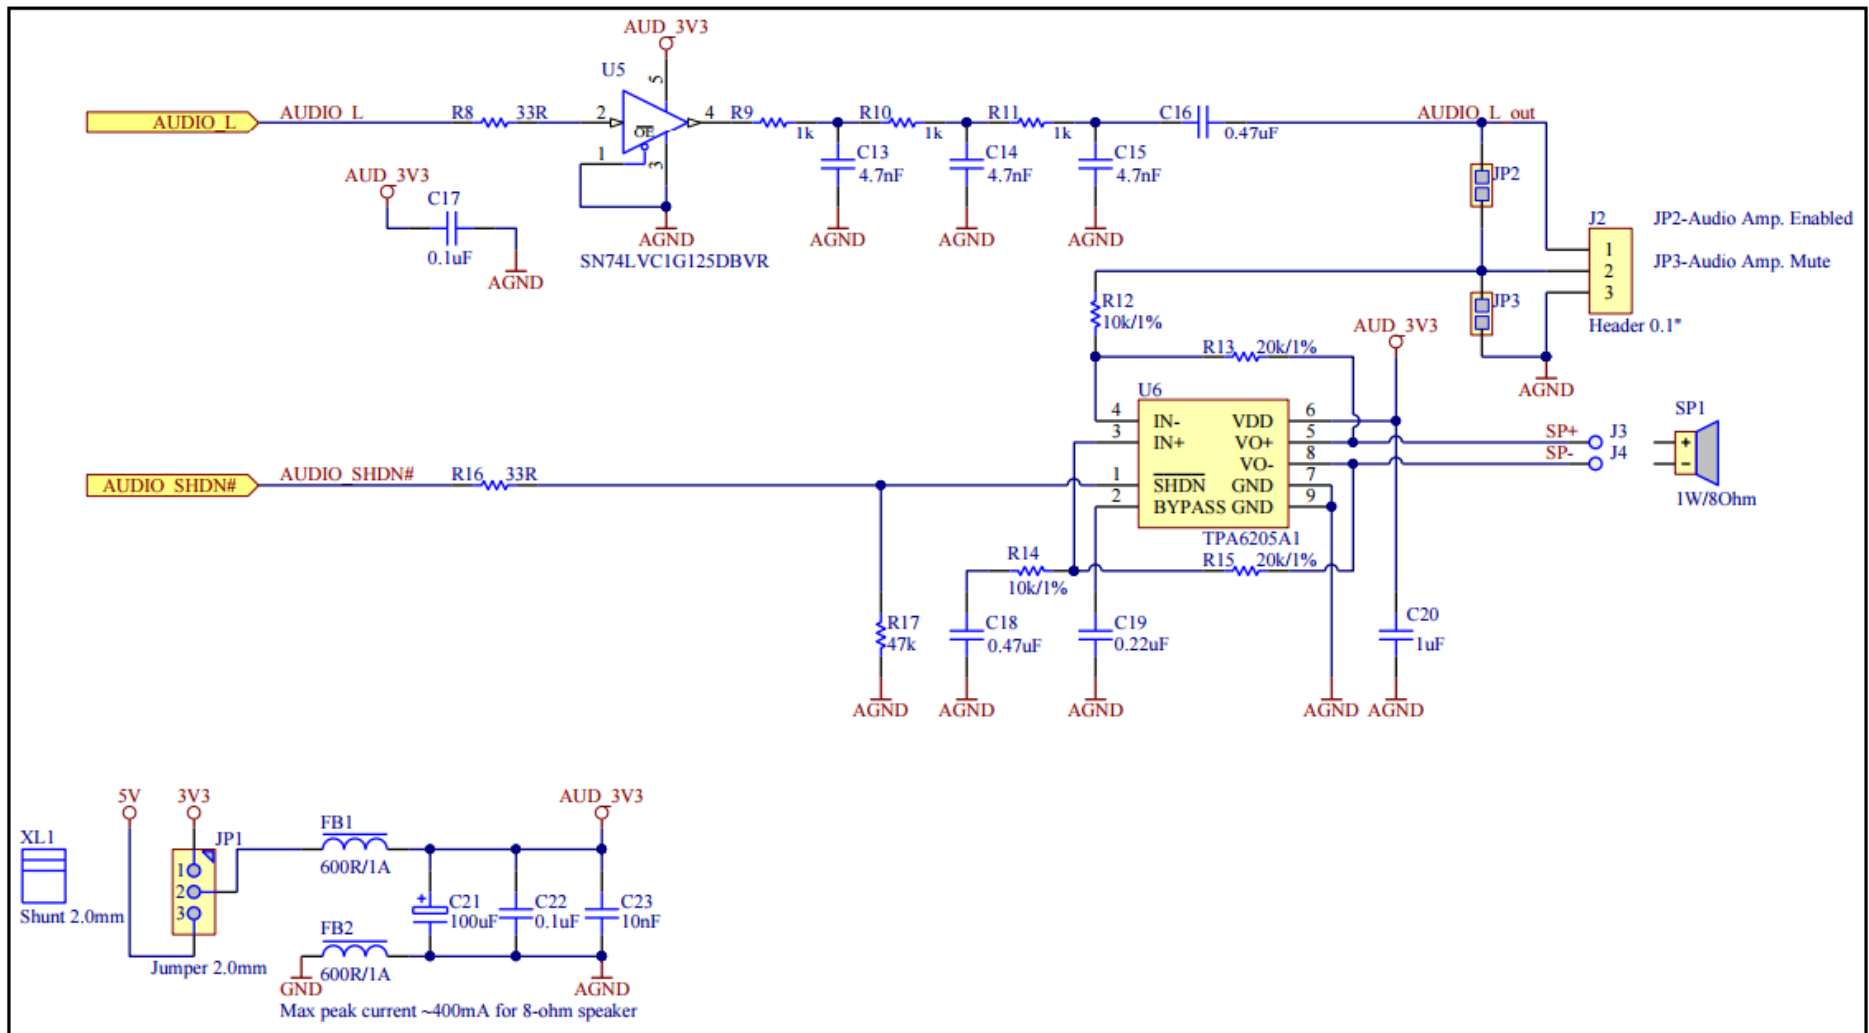 AUD_3V3
U5
5
AUDIO_L
AUDIO_L
R8
33R
2
OE
4
R9
1k
R10
1k
R11
1k
C16
0.47uF
AUDIO_L_out
1
3
C13
4.7nF
C14
4.7nF
C15
4.7nF
JP2
AUD_3V3
C17
0.1uF
AGND
AGND
SN74LVC1G125DBVR
AGND
AGND
AGND
J2
1
2
3
Header 0.1"
JP2-Audio Amp. Enabled
JP3-Audio Amp. Mute
JP3
AGND
R12
10k/1%
AUD_3V3
R13
20k/1%
U6
4
IN-
VDD
6
3
IN+
VO+
5
VO-
8
1
SHDN
GND
7
2
BYPASS
GND
9
TPA6205A1
SP+
J3
SP-
J4
SP1
+
-
1W/8Ohm
AUDIO_SHDN#
AUDIO_SHDN#
R16
33R
R14
10k/1%
R15
20k/1%
R17
47k
C18
0.47uF
C19
0.22uF
C20
1uF
AGND
AGND
AGND
AGND
AGND
5V
3V3
AUD_3V3
XL1
Shunt 2.0mm
JP1
1
2
3
Jumper 2.0mm
FB1
600R/1A
+
C21
100uF
C22
0.1uF
C23
10nF
FB2
600R/1A
GND
AGND
Max peak current ~400mA for 8-ohm speaker